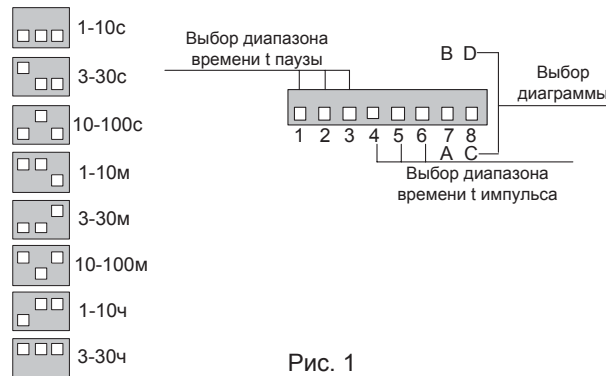 1-10с
3-30с
10-100с
1-10м
3-30м
10-100м
1-10ч
3-30ч
Выбор диапазона
времени t паузы
B D
Выбор
диаграммы
1 2 3 4 5 6 7 8
A C
Выбор диапазона
времени t импульса
Рис. 1